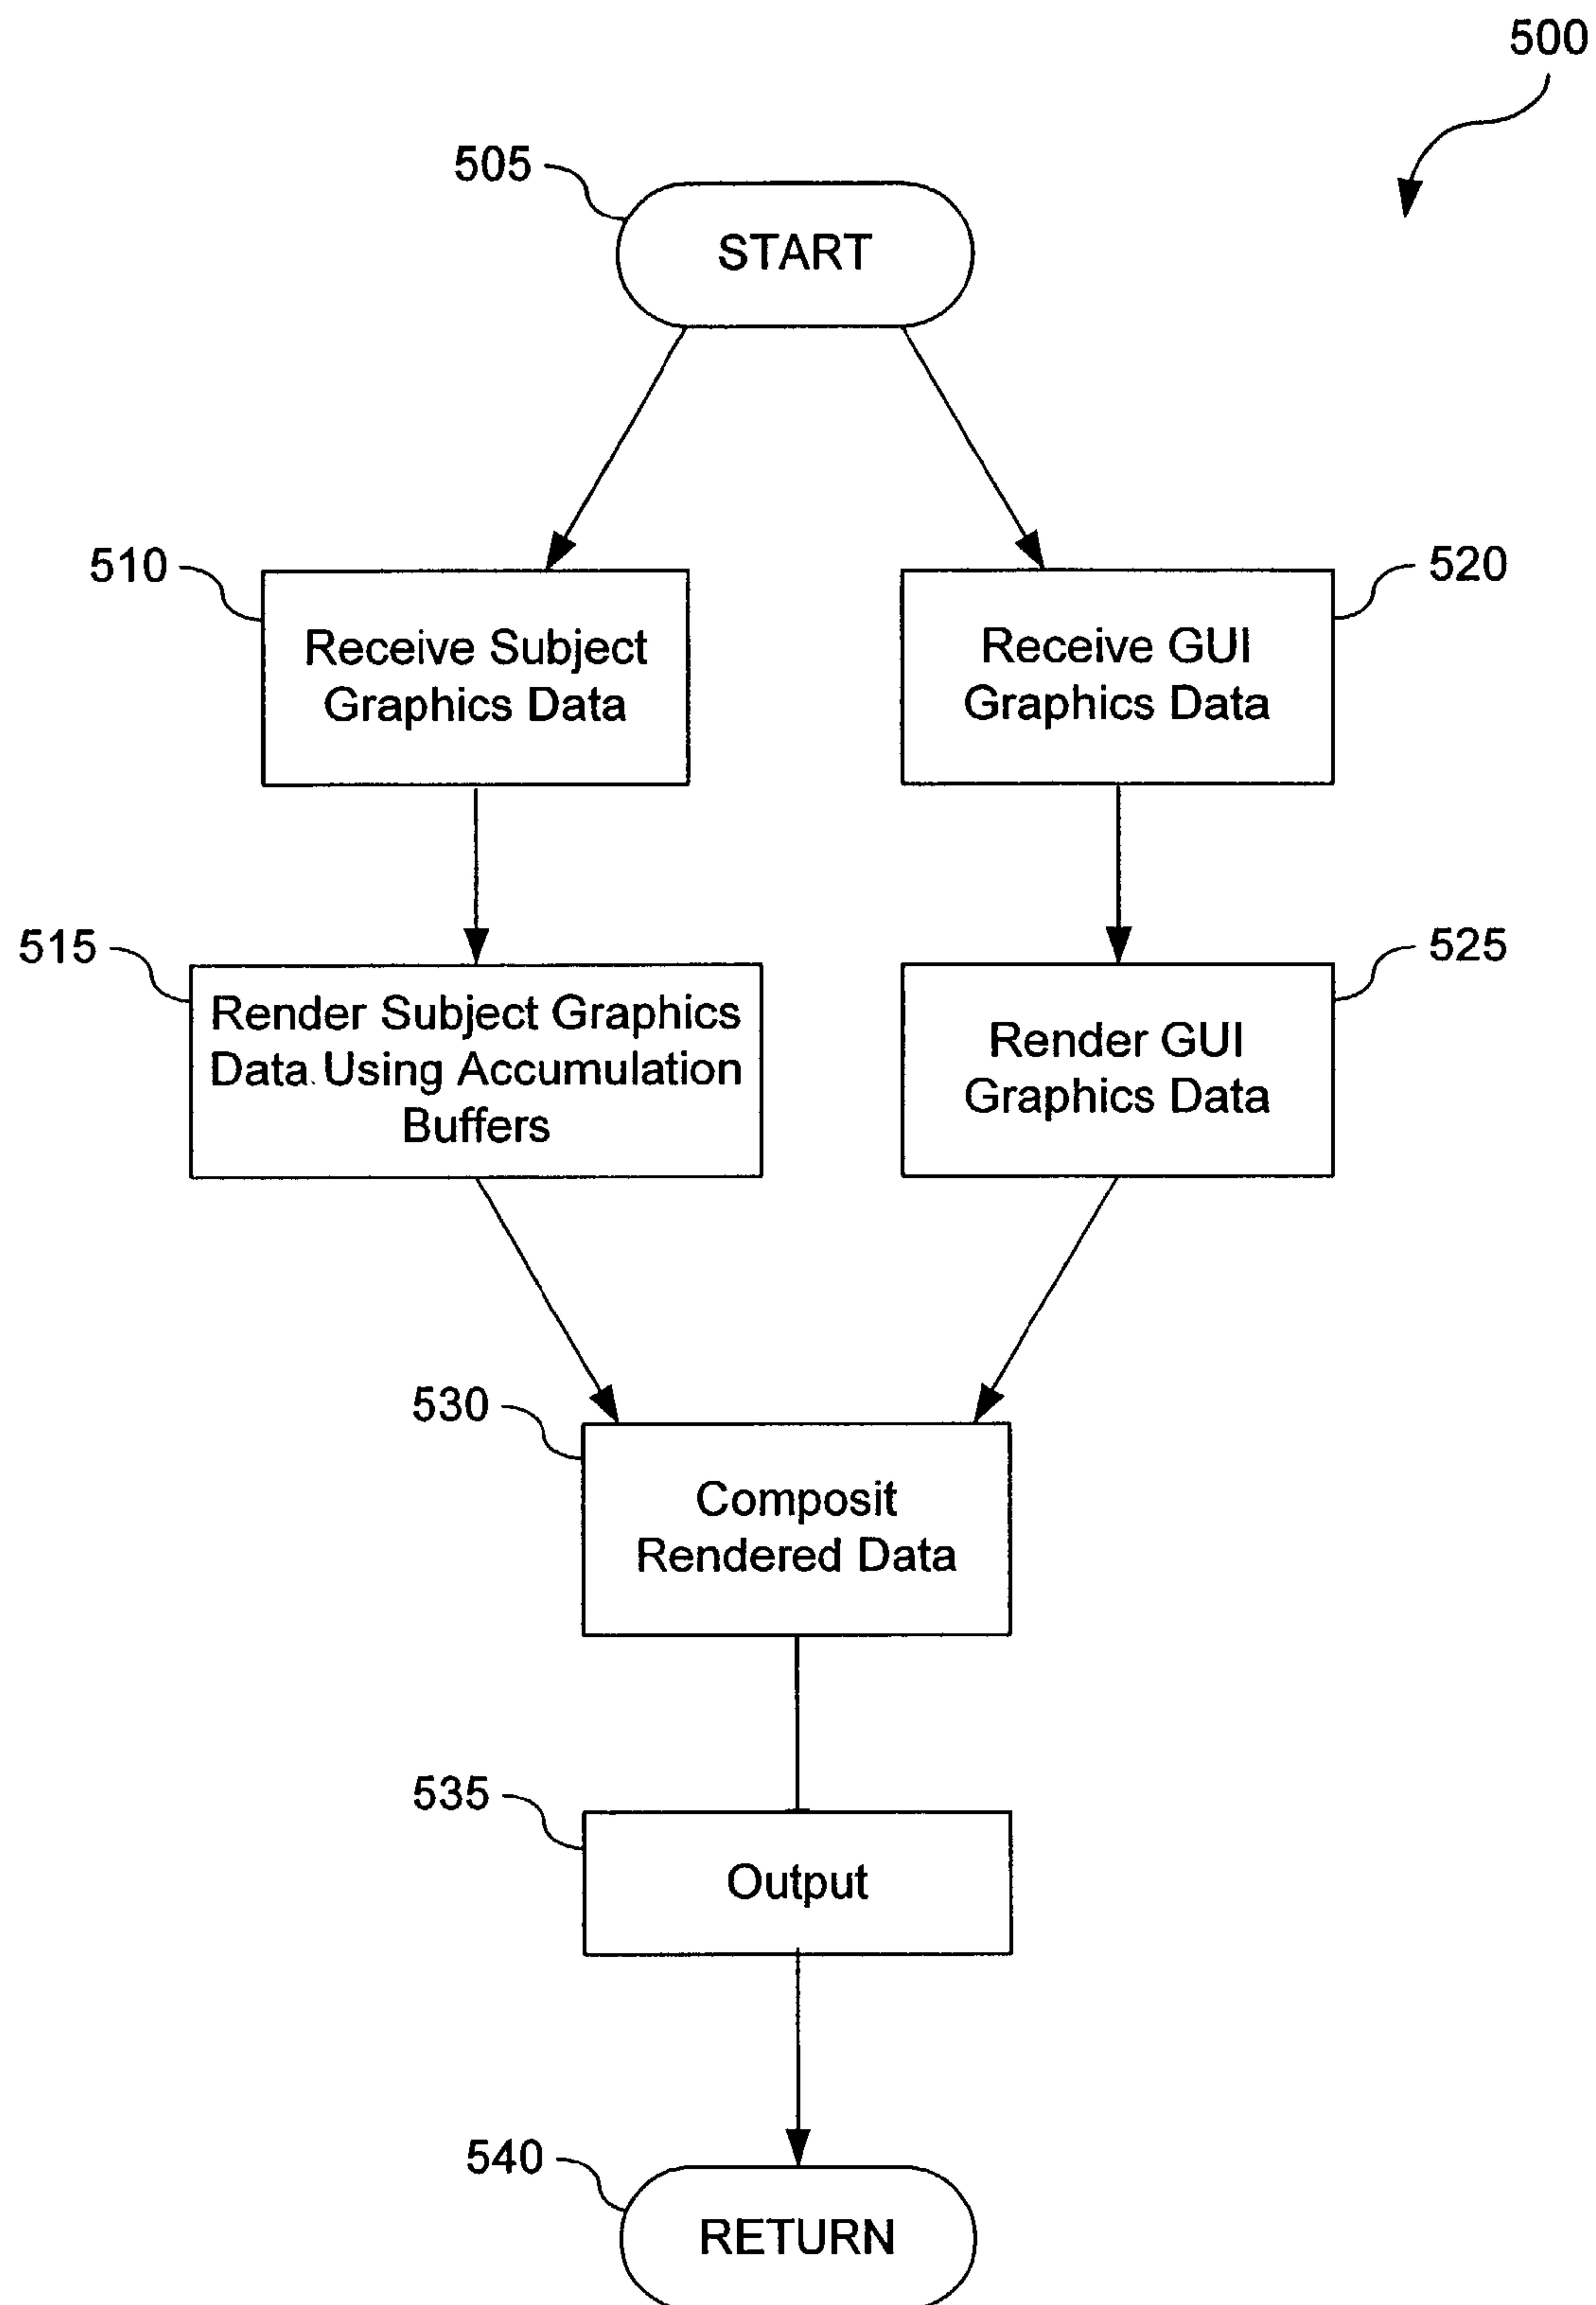 500
505
START
510
Receive Subject
Graphics Data
520
Receive GUI
Graphics Data
515
Render Subject Graphics
Data Using Accumulation
Buffers
525
Render GUI
Graphics Data
530
Composit
Rendered Data
535
Output
540
RETURN